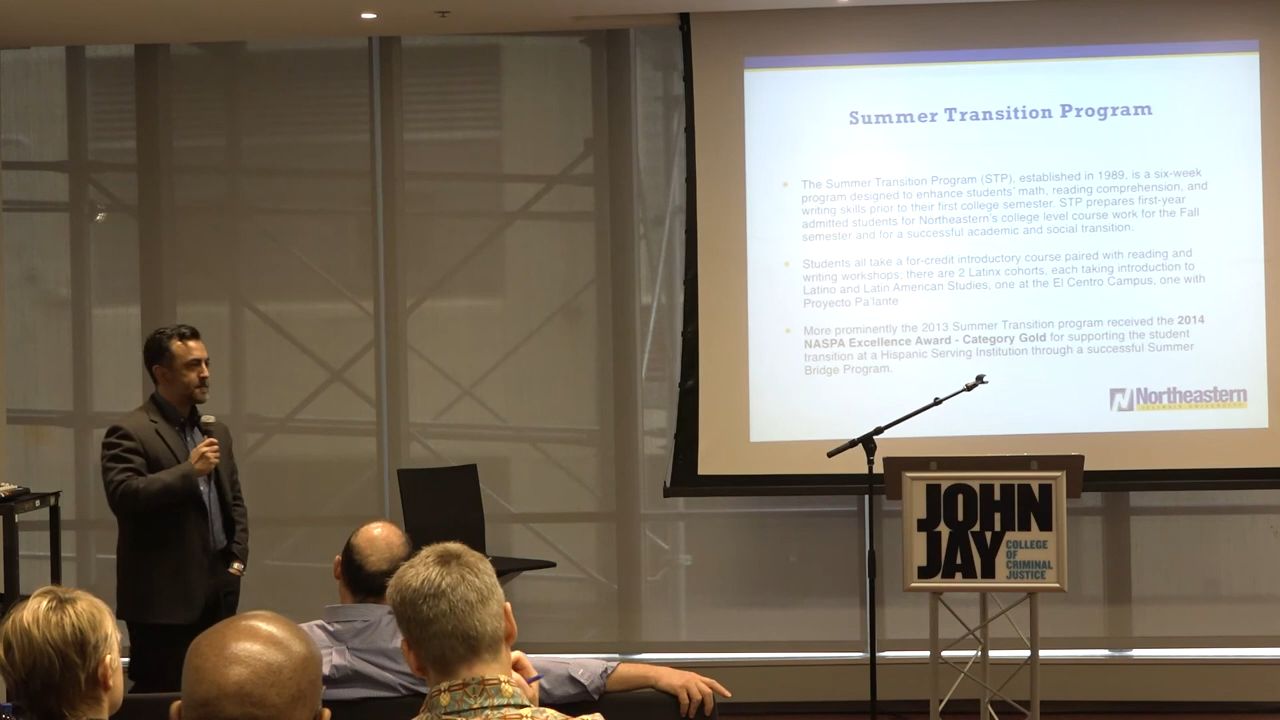 Summer Transition Program
The Summer Transition Program (STP), established in 1989, is a six-week
program designed to enhance students' math, reading comprehension, and
writing skills prior to their first college semester. STP prepares first-year
admitted students for Northeastern's college level course work for the Fall
semester and for a successful academic and social transition.
Students all take a for-credit introductory course paired with reading and
writing workshops; there are 2 Latinx cohorts, each taking introduction to
Latino and Latin American Studies, one at the El Centro Campus, one with
Proyecto Pa'lante
More prominently the 2013 Summer Transition program received the 2014
NASPA Excellence Award - Category Gold for supporting the student
transition at a Hispanic Serving Institution through a successful Summer
Bridge Program.
Northeastern
ILLINOIS UNIVERSITY
JOHN
JAY
COLLEGE
OF
CRIMINAL
JUSTICE